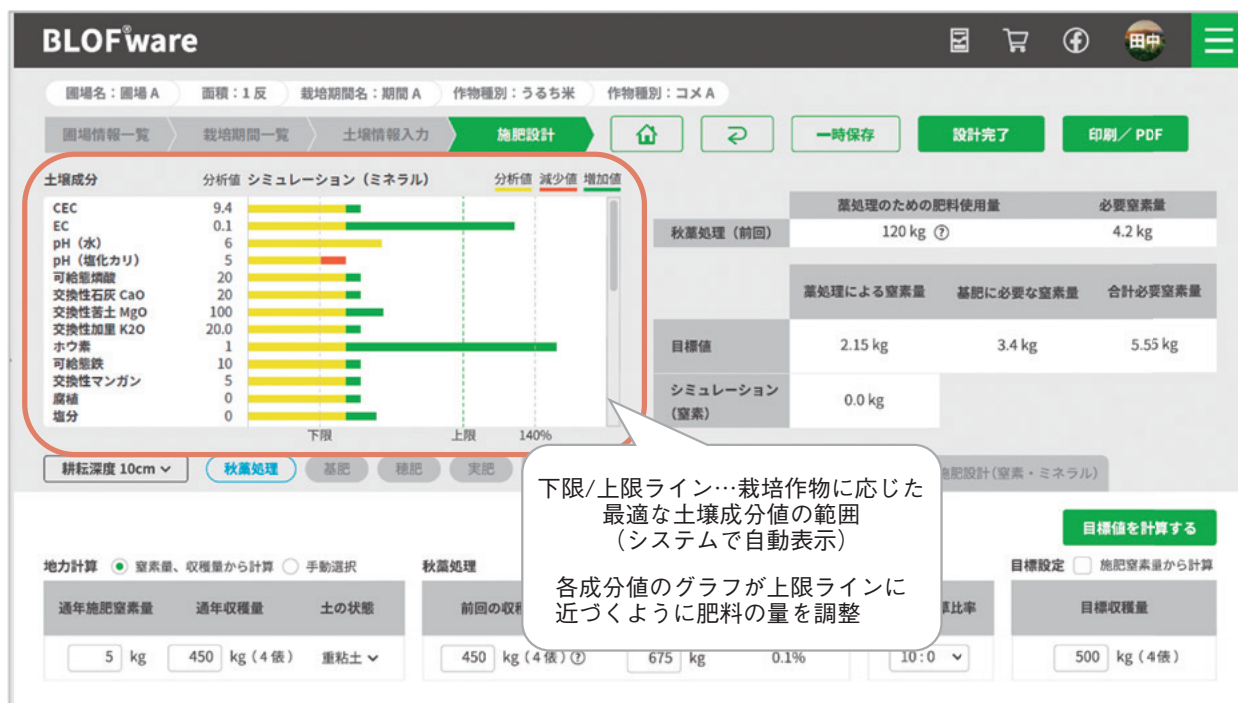 BLOF®ware
田中
圃場名：圃場 A
面積：1 反
栽培期間名：期間 A
作物種別：うるち米
作物種別：コメ A
圃場情報一覧
栽培期間一覧
土壌情報入力
施肥設計
一時保存
設計完了
印刷／ PDF
土壌成分 分析値 シミュレーション（ミネラル） 分析値 減少値 増加値
CEC 9.4
EC 0.1
pH（水） 6
pH（塩化カリ） 5
可給態燐酸 20
交換性石灰 CaO 20
交換性苦土 MgO 100
交換性加里 K2O 20.0
ホウ素 1
可給態鉄 10
交換性マンガン 5
腐植 0
塩分 0
下限 上限 140%
藁処理のための肥料使用量 必要窒素量
秋藁処理（前回） 120 kg ? 4.2 kg
藁処理による窒素量 基肥に必要な窒素量 合計必要窒素量
目標値 2.15 kg 3.4 kg 5.55 kg
シミュレーション
（窒素） 0.0 kg
耕耘深度 10cm
秋藁処理
基肥
穂肥
実肥
施肥設計（窒素・ミネラル）
下限/上限ライン…栽培作物に応じた
最適な土壌成分値の範囲
（システムで自動表示）
各成分値のグラフが上限ラインに
近づくように肥料の量を調整
目標値を計算する
地力計算 窒素量、収穫量から計算 手動選択
秋藁処理
目標設定 施肥窒素量から計算
通年施肥窒素量 通年収穫量 土の状態
前回の収
比率
目標収穫量
5 kg 450 kg（4 俵） 重粘土
450 kg（4 俵）? 675 kg 0.1%
10 : 0
500 kg（4俵）